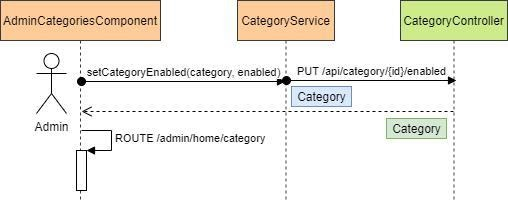 AdminCategoriesComponent
CategoryService
CategoryController
setCategoryEnabled(category, enabled)
PUT /api/category/{id}/enabled
Category
Admin
Category
ROUTE /admin/home/category